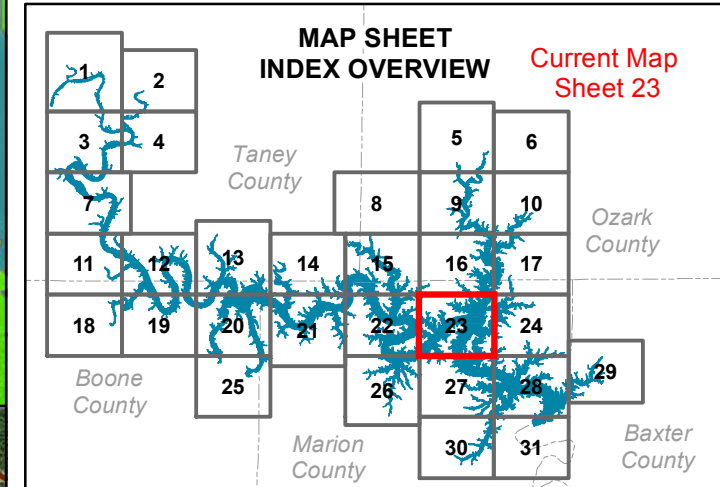 MAP SHEET
INDEX OVERVIEW
Current Map
Sheet 23
1
2
3
4
5
6
Taney
County
7
8
9
10
Ozark
County
11
12
13
14
15
16
17
18
19
20
21
22
23
24
25
26
27
28
29
Boone
County
Marion
County
30
31
Baxter
County